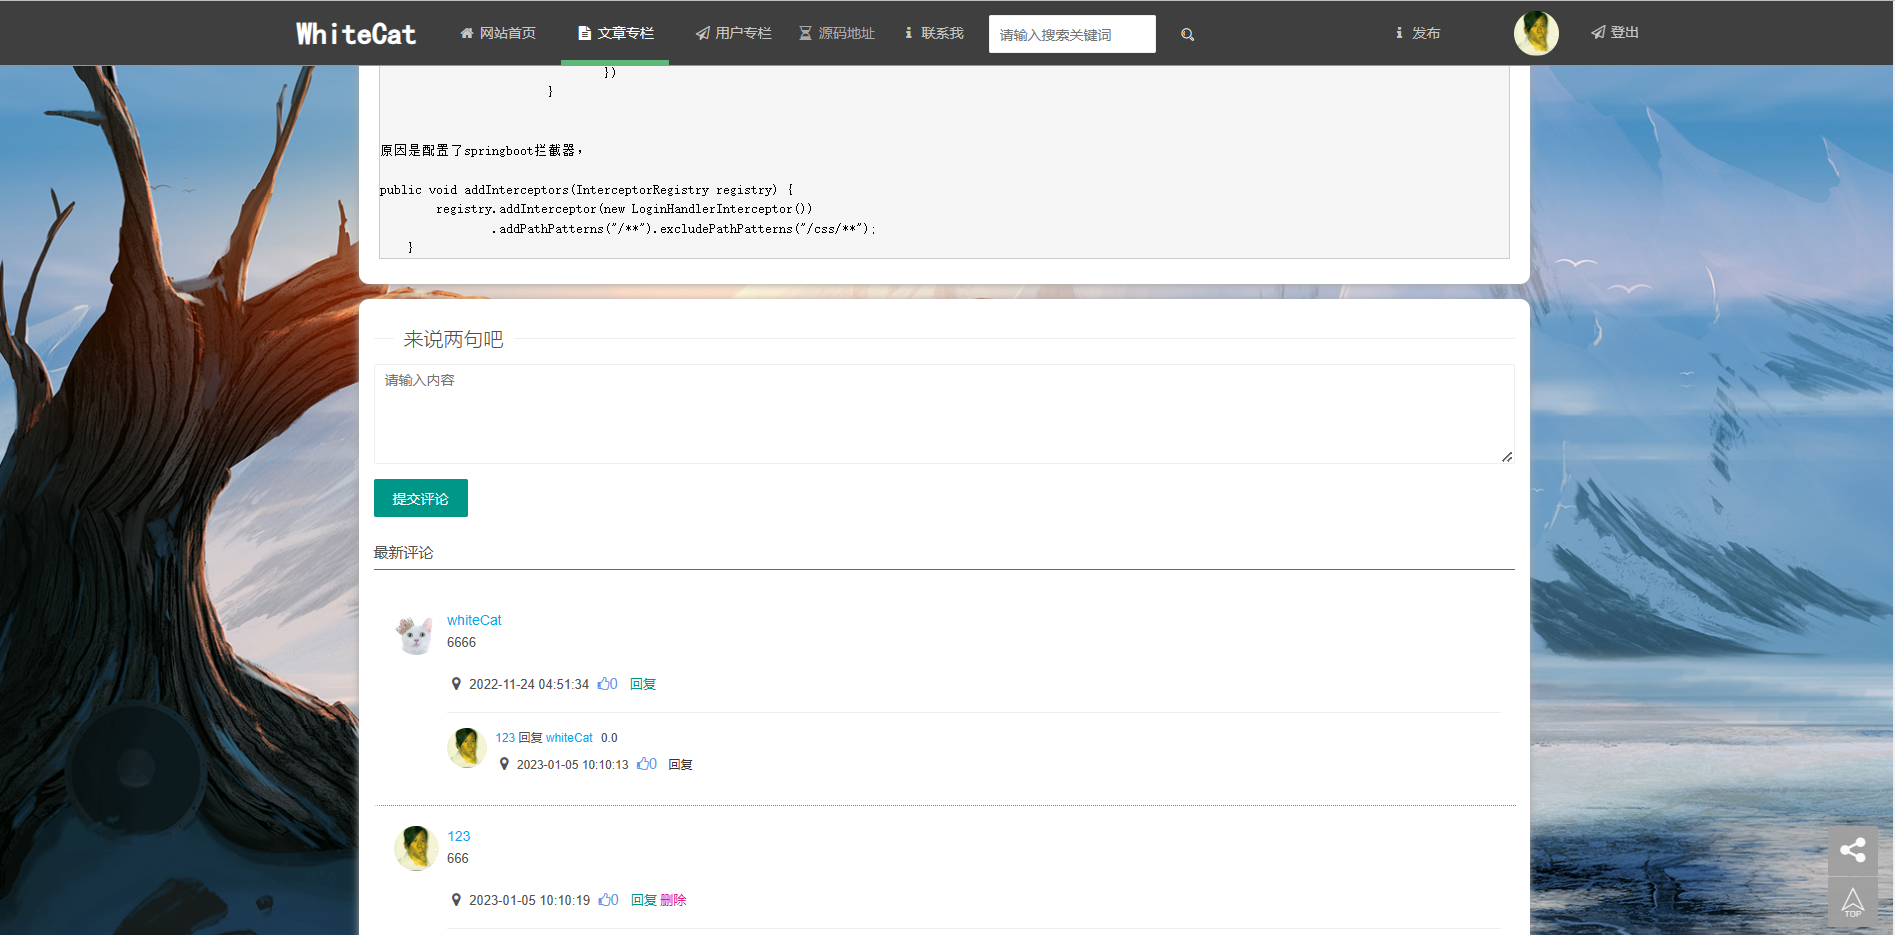 WhiteCat 网站首页 文章专栏 用户专栏 源码地址 联系我 请输入搜索关键词 发布 登出
})
}
原因是配置了springboot拦截器，
public void addInterceptors(InterceptorRegistry registry) {
registry.addInterceptor(new LoginHandlerInterceptor())
.addPathPatterns("/**").excludePathPatterns("/css/**");
}
来说两句吧
请输入内容
提交评论
最新评论
whiteCat
6666
2022-11-24 04:51:34 0 回复
123 回复 whiteCat 0.0
2023-01-05 10:10:13 0 回复
123
666
2023-01-05 10:10:19 0 回复 删除
TOP